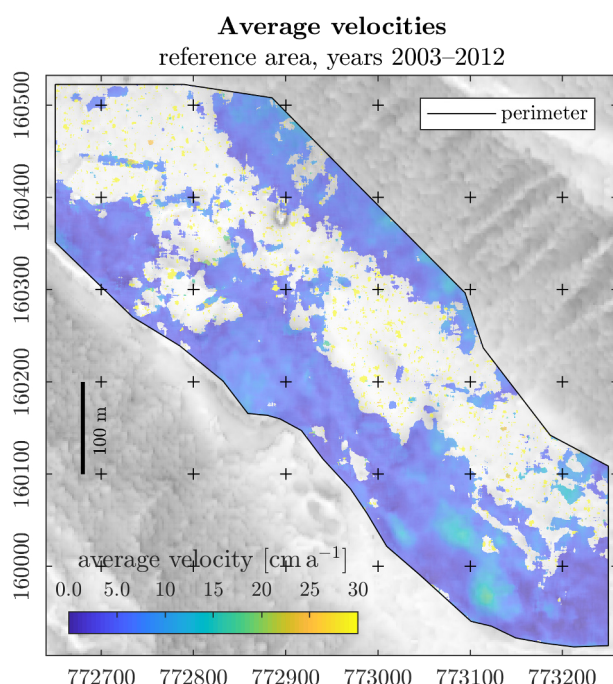 Average velocities
reference area, years 2003–2012
perimeter
160500
160400
160300
160200
160100
160000
100 m
average velocity [cm a⁻¹]
0.0 5.0 10 15 20 25 30
772700 772800 772900 773000 773100 773200